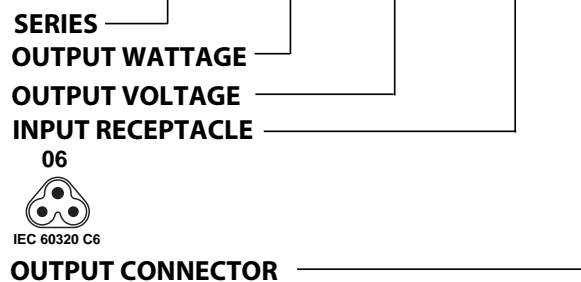 SERIES
OUTPUT WATTAGE
OUTPUT VOLTAGE
INPUT RECEPTACLE
06
IEC 60320 C6
OUTPUT CONNECTOR